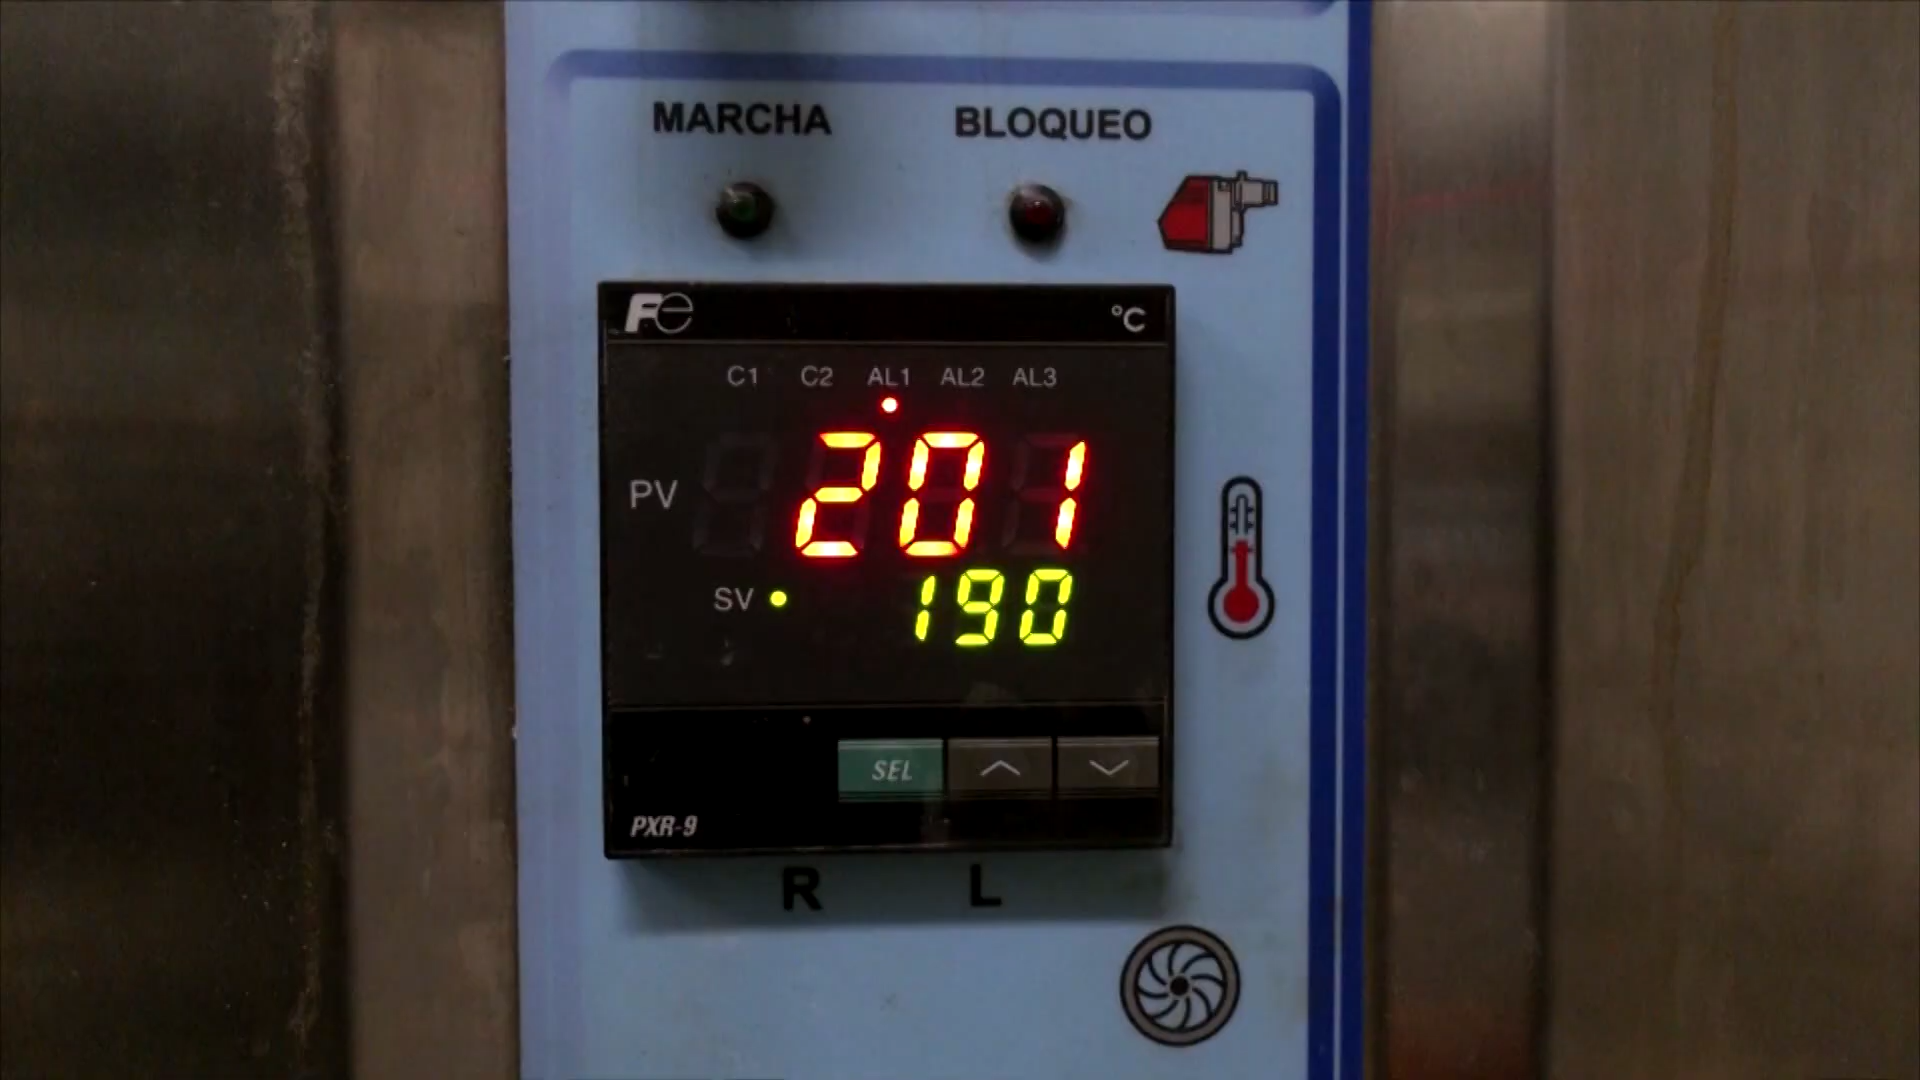 MARCHA BLOQUEO
Fe °C
C1 C2 AL1 AL2 AL3
PV 201
SV 190
SEL
PXR-9
R L